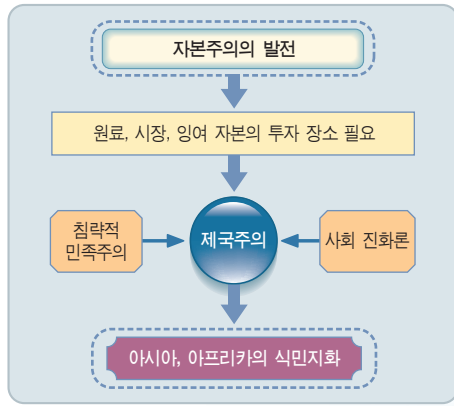 자본주의의 발전
원료, 시장, 잉여 자본의 투자 장소 필요
침략적
민족주의
제국주의
사회 진화론
아시아, 아프리카의 식민지화